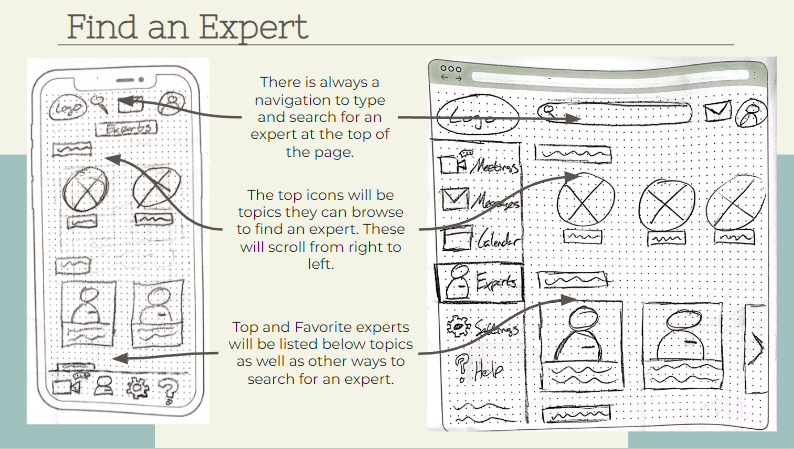 Find an Expert
There is always a
navigation to type
and search for an
expert at the top of
the page.
The top icons will be
topics they can browse
to find an expert. These
will scroll from right to
left.
Top and Favorite experts
will be listed below topics
as well as other ways to
search for an expert.
Logo
Experts
?
Logo
Meetings
Messages
Calender
Experts
Settings
? Help